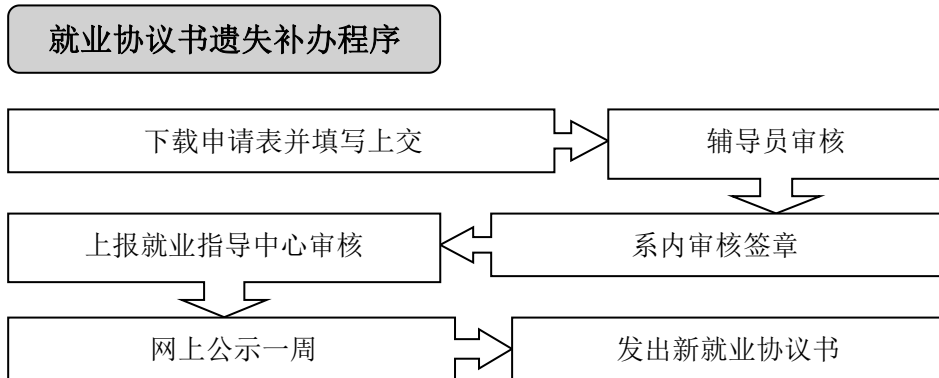 就业协议书遗失补办程序
下载申请表并填写上交
辅导员审核
系内审核签章
上报就业指导中心审核
网上公示一周
发出新就业协议书